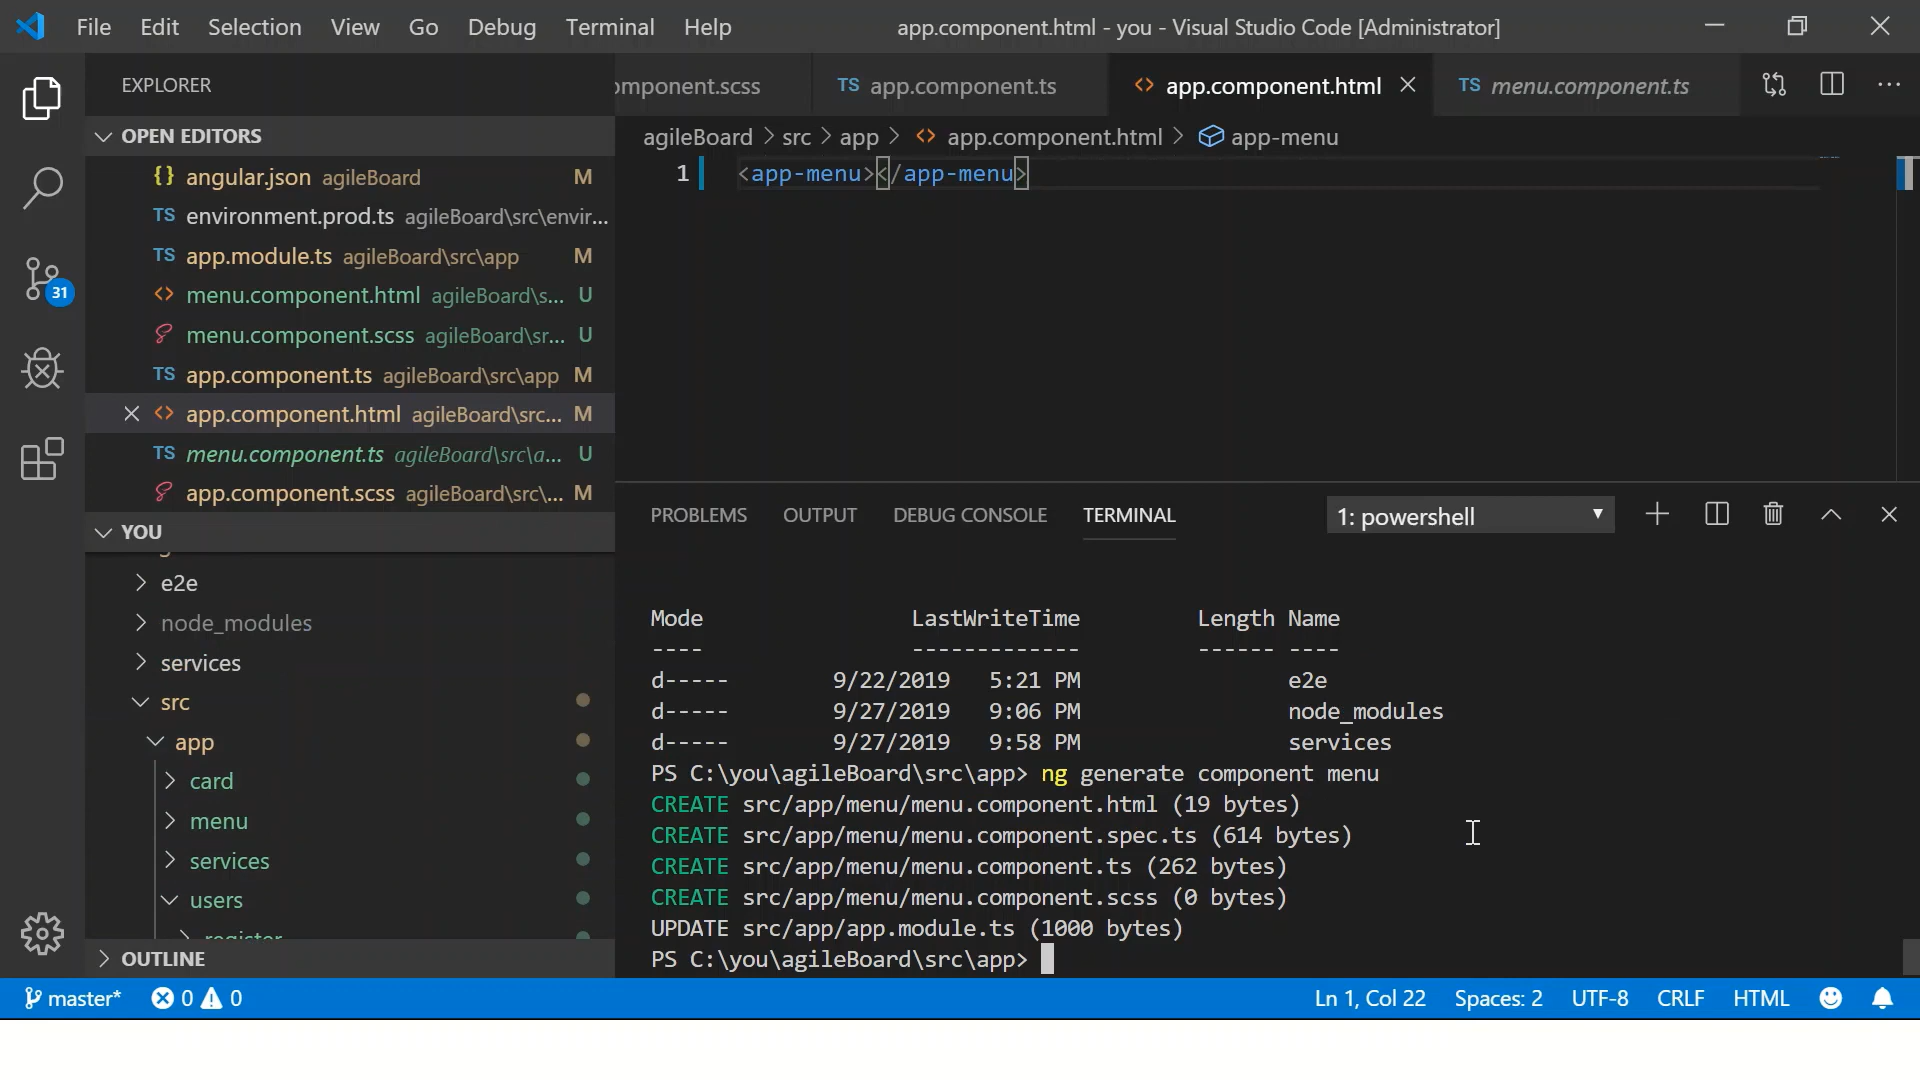 File Edit Selection View Go Debug Terminal Help app.component.html - you - Visual Studio Code [Administrator]
EXPLORER
omponent.scss TS app.component.ts <> app.component.html TS menu.component.ts ...
OPEN EDITORS
agileBoard > src > app > <> app.component.html > app-menu
1 <app-menu></app-menu>
{} angular.json agileBoard M
TS environment.prod.ts agileBoard\src\envir...
TS app.module.ts agileBoard\src\app M
<> menu.component.html agileBoard\s... U
menu.component.scss agileBoard\sr... U
TS app.component.ts agileBoard\src\app M
<> app.component.html agileBoard\src... M
TS menu.component.ts agileBoard\src\a... U
app.component.scss agileBoard\src\... M
YOU
e2e
node_modules
services
src
app
card
menu
services
users
register
OUTLINE
31
PROBLEMS OUTPUT DEBUG CONSOLE TERMINAL 1: powershell
Mode LastWriteTime Length Name
---- ------------- ------ ----
d----- 9/22/2019 5:21 PM e2e
d----- 9/27/2019 9:06 PM node_modules
d----- 9/27/2019 9:58 PM services
PS C:\you\agileBoard\src\app> ng generate component menu
CREATE src/app/menu/menu.component.html (19 bytes)
CREATE src/app/menu/menu.component.spec.ts (614 bytes)
CREATE src/app/menu/menu.component.ts (262 bytes)
CREATE src/app/menu/menu.component.scss (0 bytes)
UPDATE src/app/app.module.ts (1000 bytes)
PS C:\you\agileBoard\src\app>
master* 0 0 Ln 1, Col 22 Spaces: 2 UTF-8 CRLF HTML